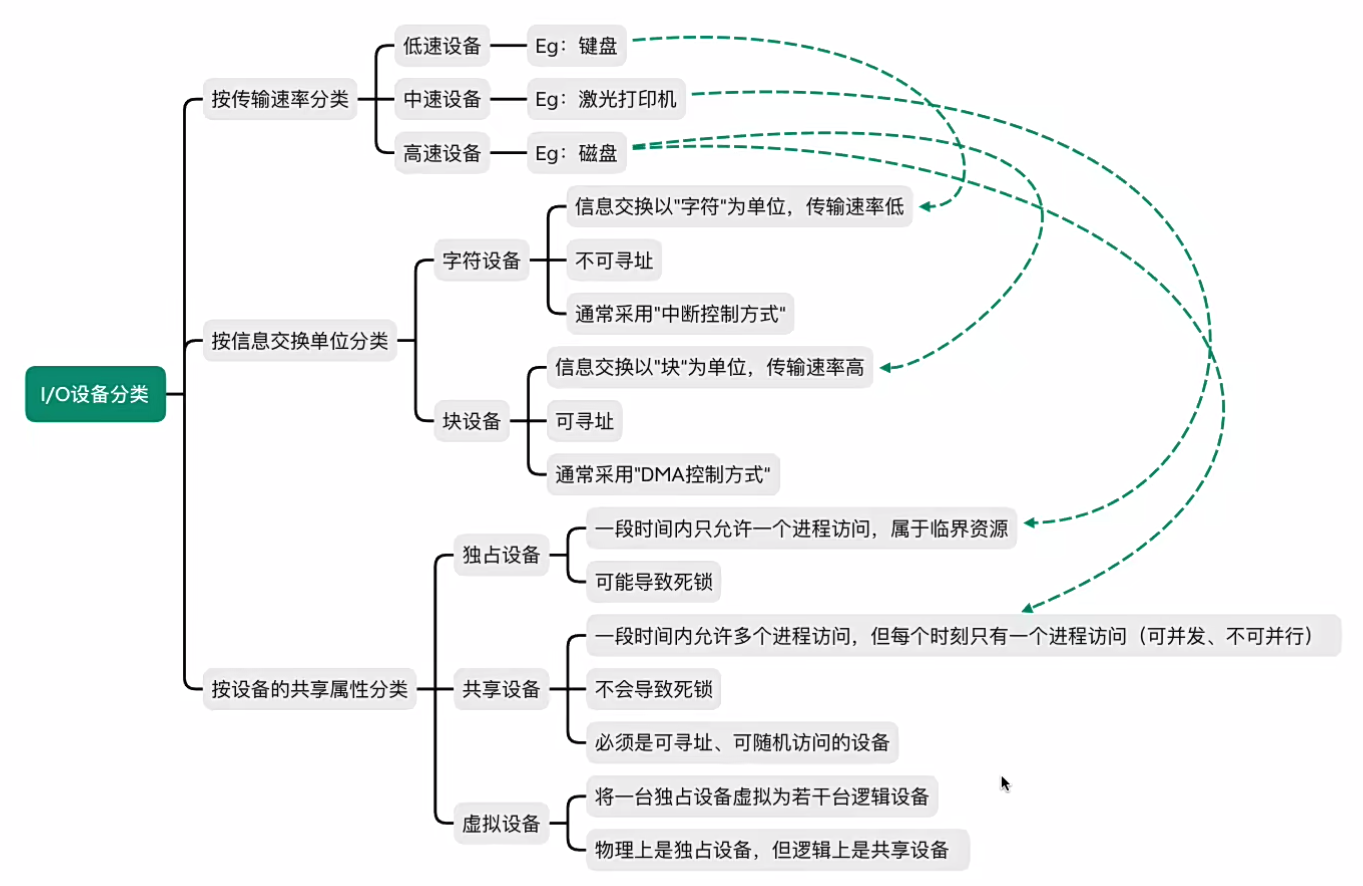 低速设备
Eg：键盘
按传输速率分类
中速设备
Eg：激光打印机
高速设备
Eg：磁盘
信息交换以"字符"为单位，传输速率低
字符设备
不可寻址
通常采用"中断控制方式"
按信息交换单位分类
信息交换以"块"为单位，传输速率高
I/O设备分类
块设备
可寻址
通常采用"DMA控制方式"
一段时间内只允许一个进程访问，属于临界资源
独占设备
可能导致死锁
一段时间内允许多个进程访问，但每个时刻只有一个进程访问（可并发、不可并行）
按设备的共享属性分类
共享设备
不会导致死锁
必须是可寻址、可随机访问的设备
将一台独占设备虚拟为若干台逻辑设备
虚拟设备
物理上是独占设备，但逻辑上是共享设备